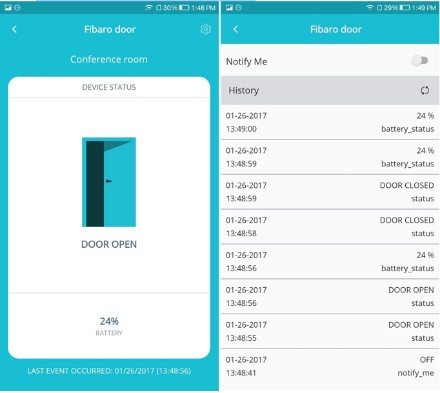 30% 1:48 PM
Fibaro door
Conference room
DEVICE STATUS
DOOR OPEN
24%
BATTERY
LAST EVENT OCCURRED: 01/26/2017 (13:48:56)
29% 1:49 PM
Fibaro door
Notify Me
History
01-26-2017 24 %
13:49:00 battery_status
01-26-2017 24 %
13:48:59 battery_status
01-26-2017 DOOR CLOSED
13:48:59 status
01-26-2017 DOOR CLOSED
13:48:58 status
01-26-2017 24 %
13:48:56 battery_status
01-26-2017 DOOR OPEN
13:48:56 status
01-26-2017 DOOR OPEN
13:48:55 status
01-26-2017 OFF
13:48:41 notify_me